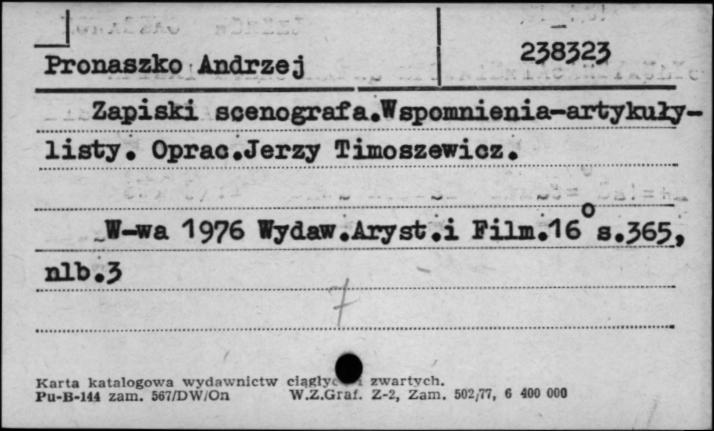 238323
Pronaszko Andrzej
Zapiski scenografa.Wspomnienia-artykuły-
listy. Oprac.Jerzy Timoszewicz.
W-wa 1976 Wydaw.Aryst.i Film.16° s.365,
nlb.3
7
Karta katalogowa wydawnictw ciągłyc i zwartych.
Pu-B-144 zam. 567/DW/On W.Z.Graf. Z-2, Zam. 502/77, 6 400 000